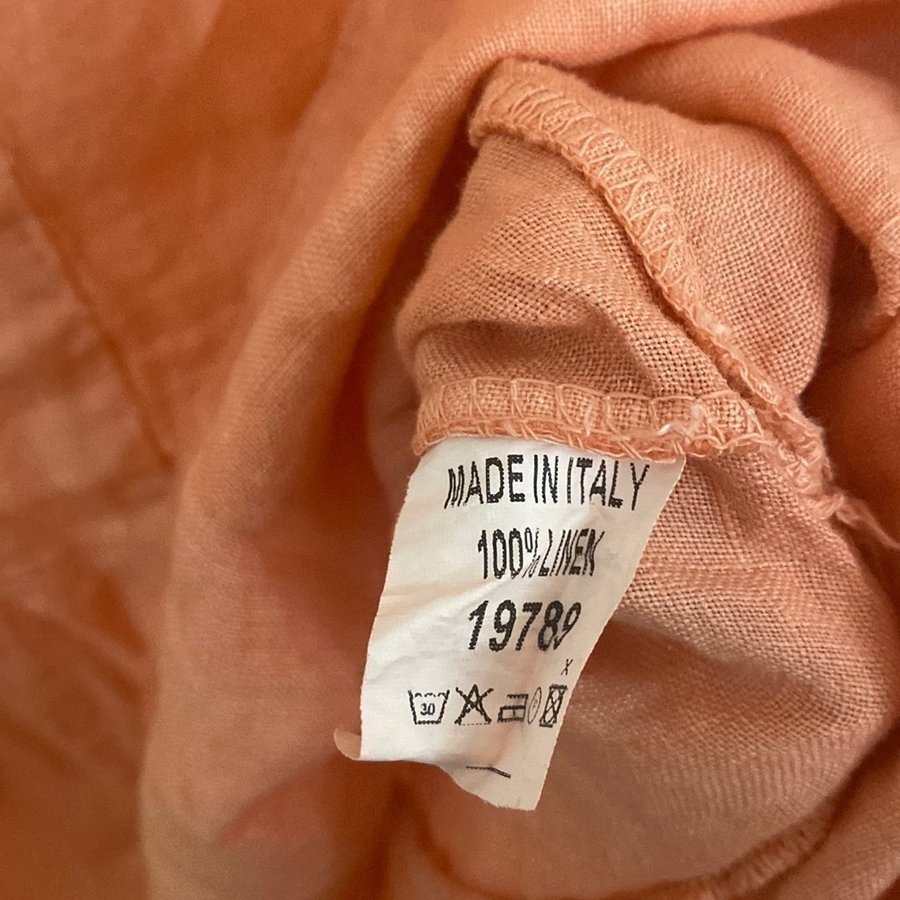 MADE IN ITALY
100% LINEN
19789
x
30